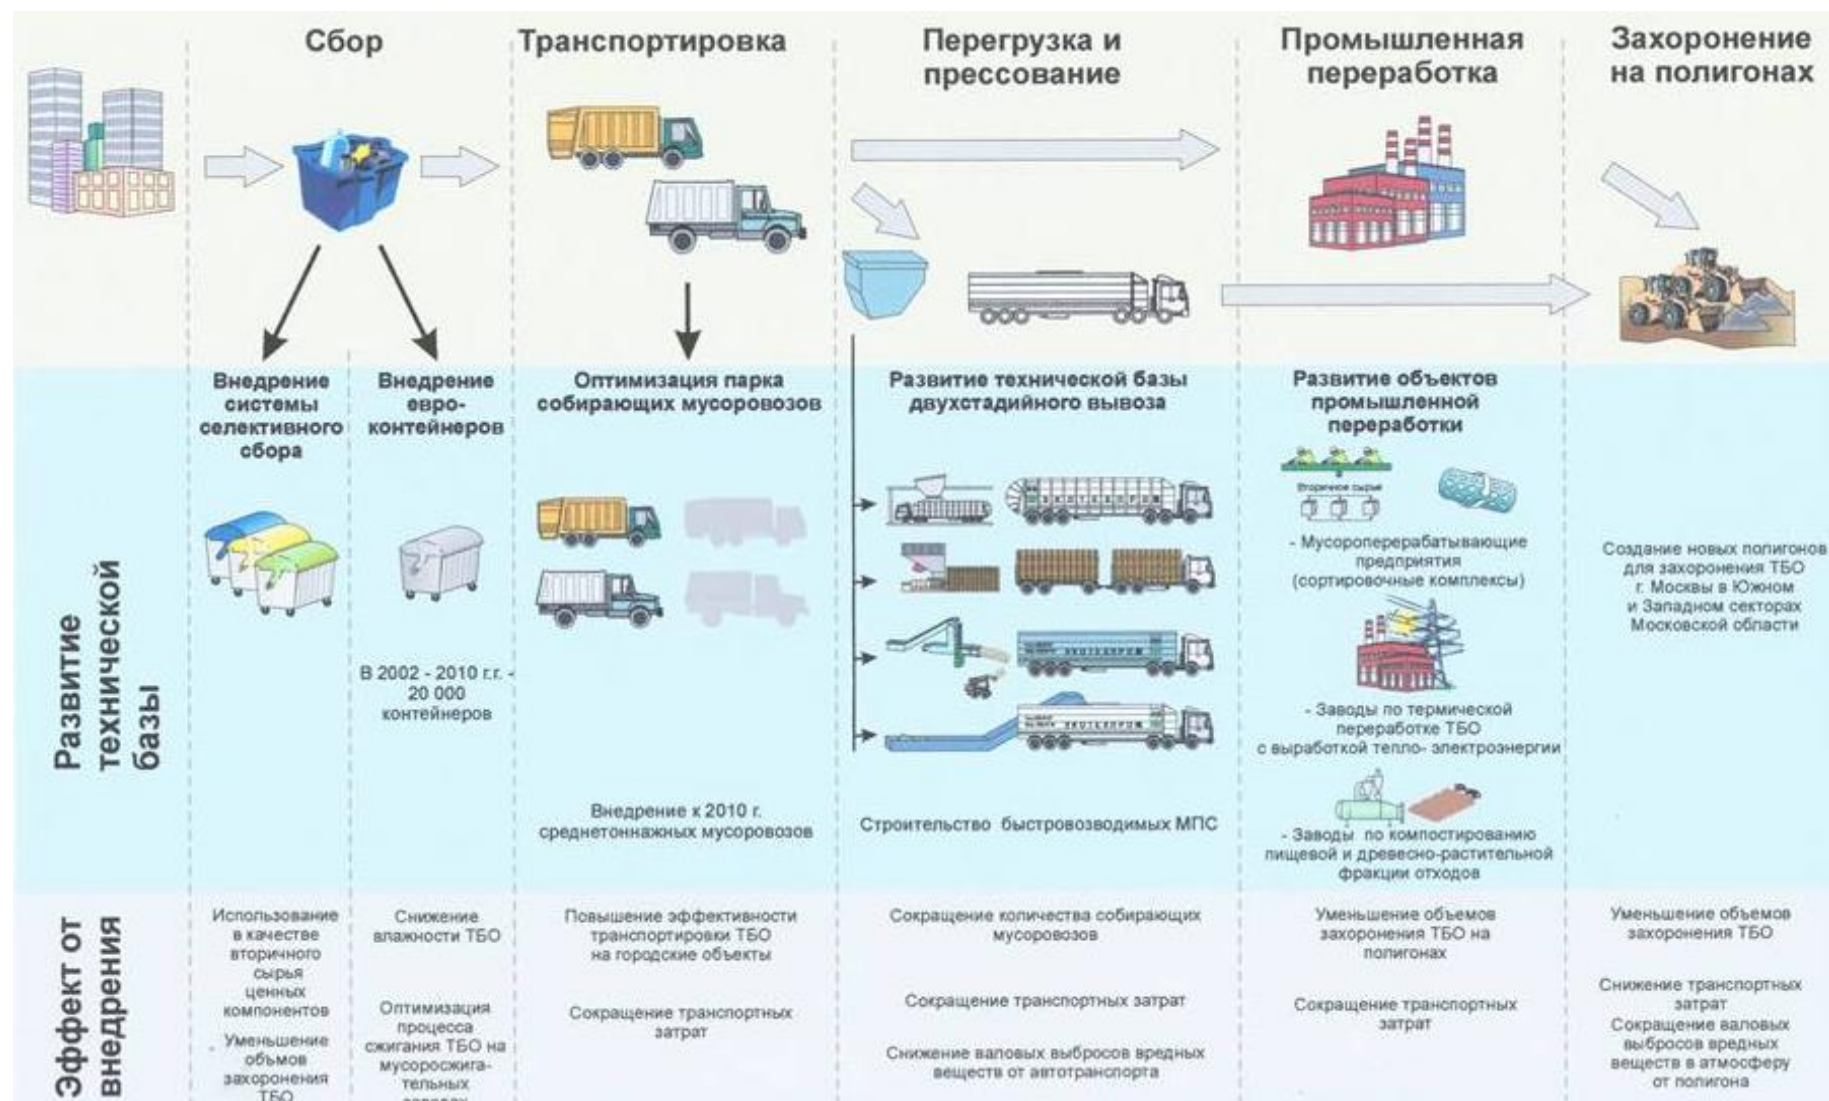 Сбор
Транспортировка
Перегрузка и
прессование
Промышленная
переработка
Захоронение
на полигонах
Развитие
технической
базы
Внедрение
системы
селективного
сбора
Внедрение
евро-
контейнеров
В 2002 - 2010 г.г. -
20 000
контейнеров
Оптимизация парка
собирающих мусоровозов
Внедрение к 2010 г.
среднетоннажных мусоровозов
Развитие технической базы
двухстадийного вывоза
ЭКОТЕХПРОМ
ЭКОТЕХПРОМ
ЭКОТЕХПРОМ
Строительство быстровозводимых МПС
Развитие объектов
промышленной
переработки
Вторичное сырье
- Мусороперерабатывающие
предприятия
(сортировочные комплексы)
- Заводы по термической
переработке ТБО
с выработкой тепло- электроэнергии
- Заводы по компостированию
пищевой и древесно-растительной
фракции отходов
Создание новых полигонов
для захоронения ТБО
г. Москвы в Южном
и Западном секторах
Московской области
Эффект от
внедрения
Использование
в качестве
вторичного
сырья
ценных
компонентов
Уменьшение
объмов
захоронения
ТБО
Снижение
влажности ТБО
Оптимизация
процесса
сжигания ТБО на
мусоросжига-
тельных
Повышение эффективности
транспортировки ТБО
на городские объекты
Сокращение транспортных
затрат
Сокращение количества собирающих
мусоровозов
Сокращение транспортных затрат
Снижение валовых выбросов вредных
веществ от автотранспорта
Уменьшение объемов
захоронения ТБО на
полигонах
Сокращение транспортных
затрат
Уменьшение объемов
захоронения ТБО
Снижение транспортных
затрат
Сокращение валовых
выбросов вредных
веществ в атмосферу
от полигона